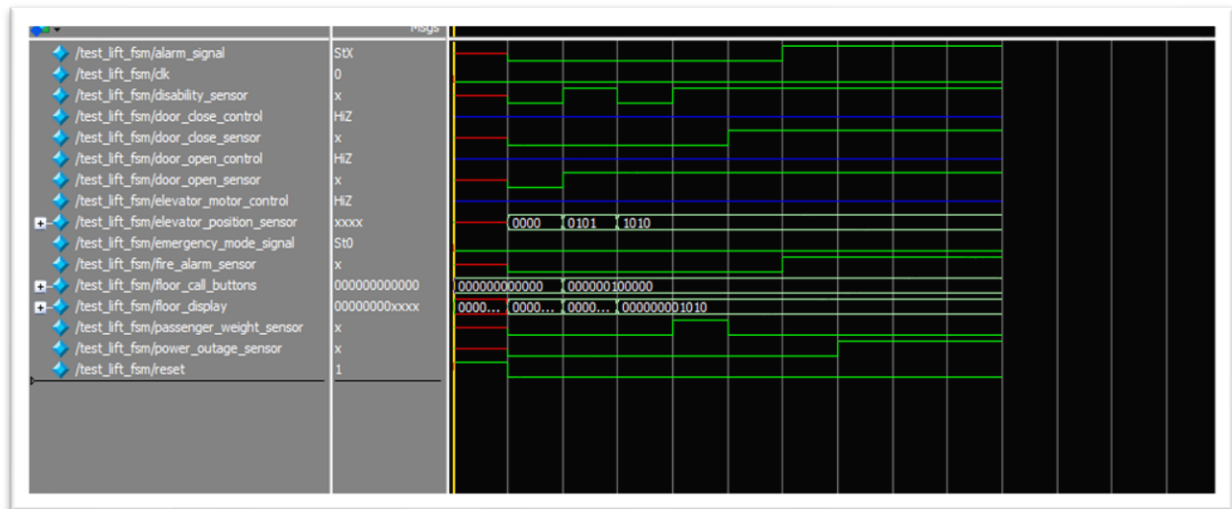 Msgs
/test_lift_fsm/alarm_signal StX
/test_lift_fsm/clk 0
/test_lift_fsm/disability_sensor x
/test_lift_fsm/door_close_control HiZ
/test_lift_fsm/door_close_sensor x
/test_lift_fsm/door_open_control HiZ
/test_lift_fsm/door_open_sensor x
/test_lift_fsm/elevator_motor_control HiZ
/test_lift_fsm/elevator_position_sensor xxxx 0000 0101 1010
/test_lift_fsm/emergency_mode_signal St0
/test_lift_fsm/fire_alarm_sensor x
/test_lift_fsm/floor_call_buttons 000000000000 000000000000 000000100000
/test_lift_fsm/floor_display 00000000xxxx 0000... 0000... 0000... 000000001010
/test_lift_fsm/passenger_weight_sensor x
/test_lift_fsm/power_outage_sensor x
/test_lift_fsm/reset 1